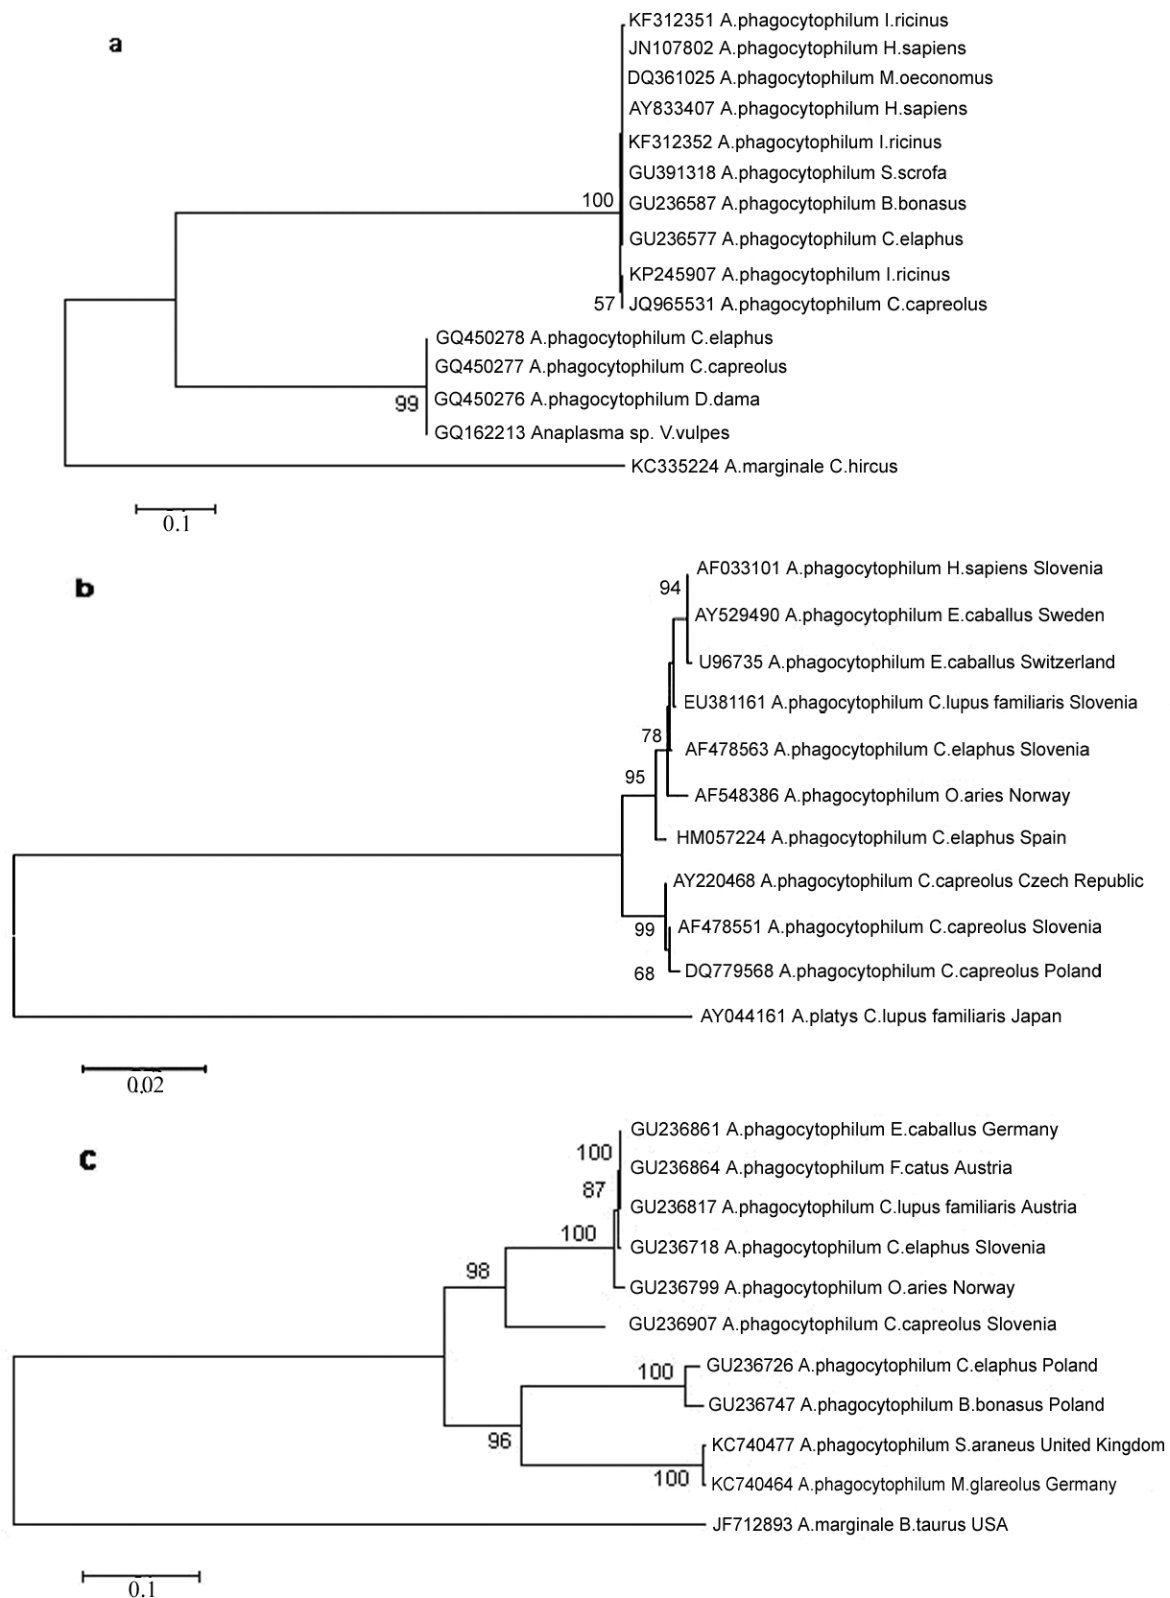 a
KF312351 A.phagocytophilum I.ricinus
JN107802 A.phagocytophilum H.sapiens
DQ361025 A.phagocytophilum M.oeconomus
AY833407 A.phagocytophilum H.sapiens
KF312352 A.phagocytophilum I.ricinus
GU391318 A.phagocytophilum S.scrofa
100
GU236587 A.phagocytophilum B.bonasus
GU236577 A.phagocytophilum C.elaphus
KP245907 A.phagocytophilum I.ricinus
57
JQ965531 A.phagocytophilum C.capreolus
GQ450278 A.phagocytophilum C.elaphus
GQ450277 A.phagocytophilum C.capreolus
99
GQ450276 A.phagocytophilum D.dama
GQ162213 Anaplasma sp. V.vulpes
KC335224 A.marginale C.hircus
0.1
b
AF033101 A.phagocytophilum H.sapiens Slovenia
94
AY529490 A.phagocytophilum E.caballus Sweden
U96735 A.phagocytophilum E.caballus Switzerland
EU381161 A.phagocytophilum C.lupus familiaris Slovenia
78
AF478563 A.phagocytophilum C.elaphus Slovenia
95
AF548386 A.phagocytophilum O.aries Norway
HM057224 A.phagocytophilum C.elaphus Spain
AY220468 A.phagocytophilum C.capreolus Czech Republic
99
AF478551 A.phagocytophilum C.capreolus Slovenia
68
DQ779568 A.phagocytophilum C.capreolus Poland
AY044161 A.platys C.lupus familiaris Japan
0.02
c
GU236861 A.phagocytophilum E.caballus Germany
100
GU236864 A.phagocytophilum F.catus Austria
87
GU236817 A.phagocytophilum C.lupus familiaris Austria
100
GU236718 A.phagocytophilum C.elaphus Slovenia
98
GU236799 A.phagocytophilum O.aries Norway
GU236907 A.phagocytophilum C.capreolus Slovenia
100
GU236726 A.phagocytophilum C.elaphus Poland
GU236747 A.phagocytophilum B.bonasus Poland
96
KC740477 A.phagocytophilum S.araneus United Kingdom
100
KC740464 A.phagocytophilum M.glareolus Germany
JF712893 A.marginale B.taurus USA
0.1